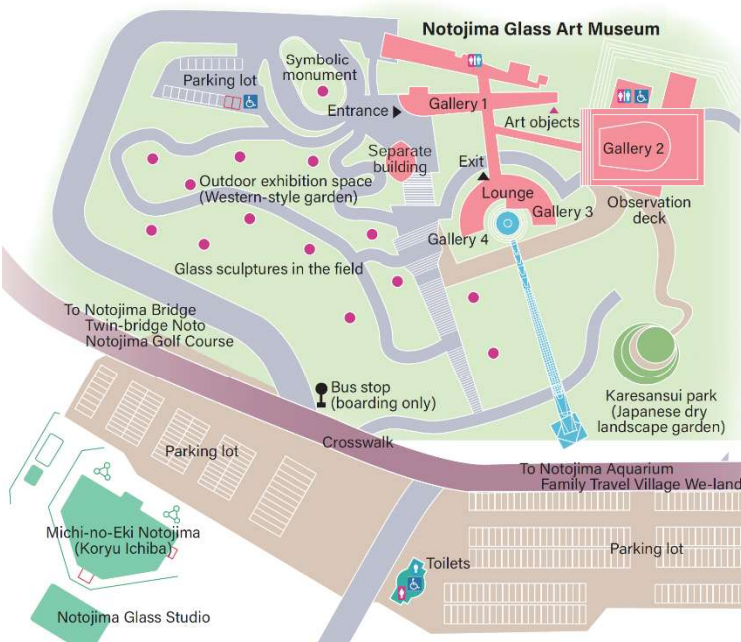 Notojima Glass Art Museum
Symbolic
monument
Parking lot
Entrance
Gallery 1
Art objects
Gallery 2
Separate
building
Exit
Outdoor exhibition space
(Western-style garden)
Lounge
Gallery 3
Observation
deck
Gallery 4
Glass sculptures in the field
To Notojima Bridge
Twin-bridge Noto
Notojima Golf Course
Bus stop
(boarding only)
Karesansui park
(Japanese dry
landscape garden)
Crosswalk
Parking lot
To Notojima Aquarium
Family Travel Village We-land
Michi-no-Eki Notojima
(Koryu Ichiba)
Toilets
Parking lot
Notojima Glass Studio